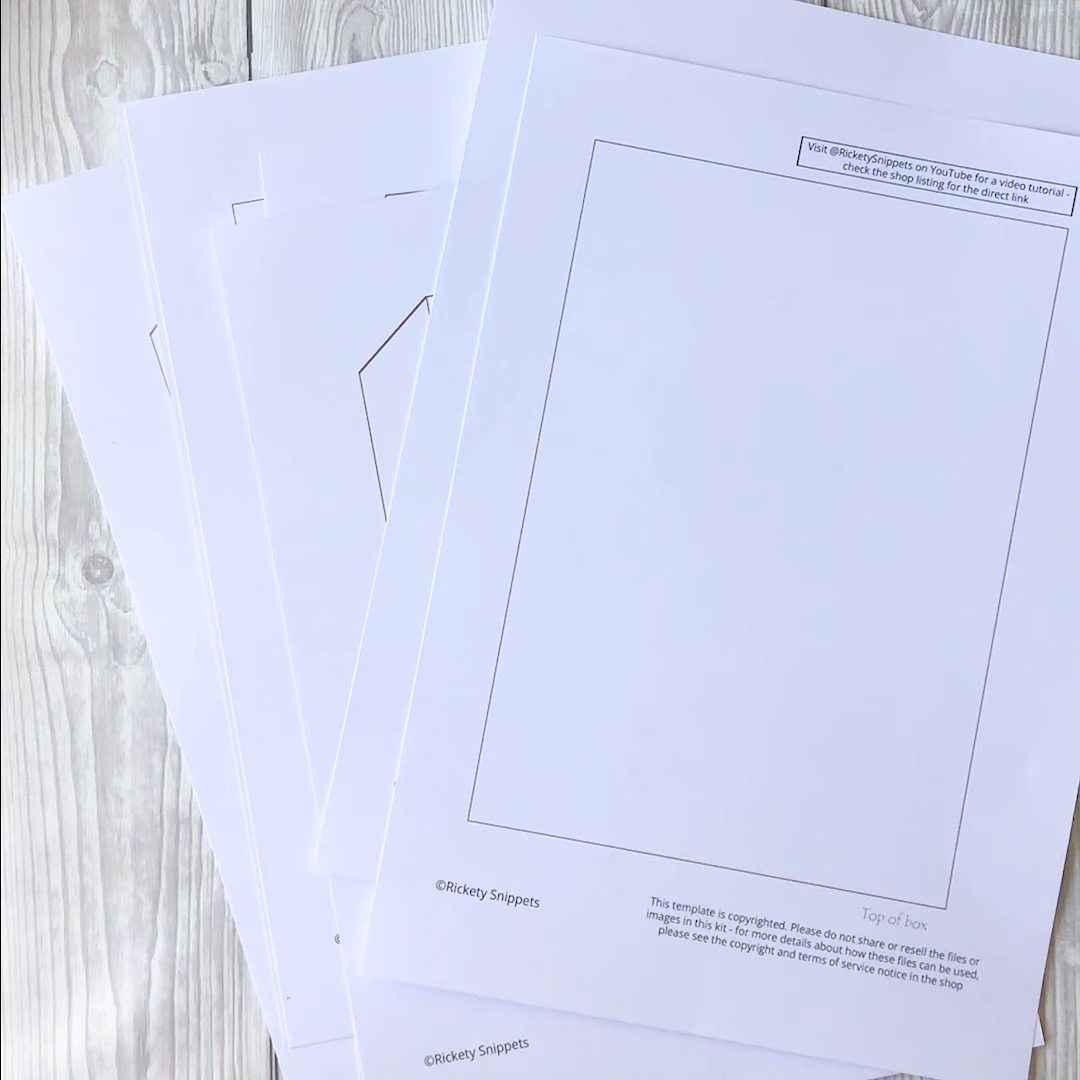 Visit @RicketySnippets on YouTube for a video tutorial -
check the shop listing for the direct link
Top of box
©Rickety Snippets
This template is copyrighted. Please do not share or resell the files or
images in this kit - for more details about how these files can be used,
please see the copyright and terms of service notice in the shop
©
©Rickety Snippets